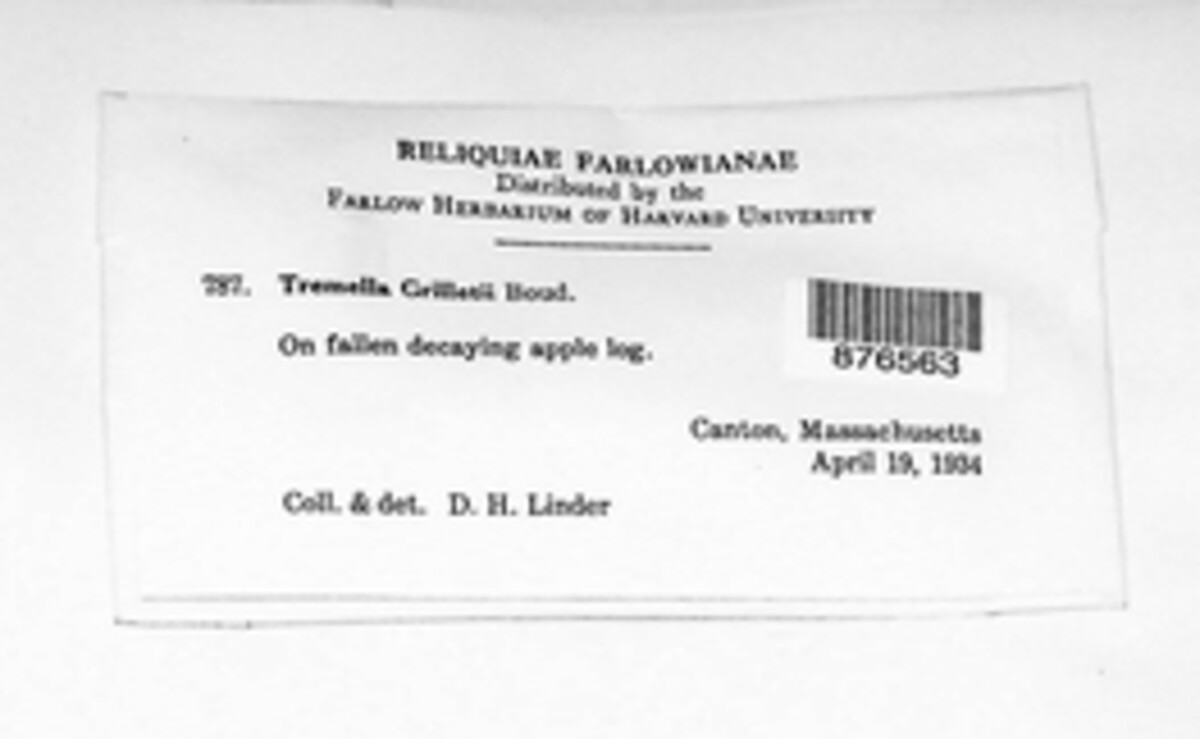 RELIQUIAE FARLOWIANAE
Distributed by the
FARLOW HERBARIUM OF HARVARD UNIVERSITY
787. Tremella Grilletii Boud.
876563
On fallen decaying apple log.
Canton, Massachusetts
April 19, 1934
Coll. & det. D. H. Linder